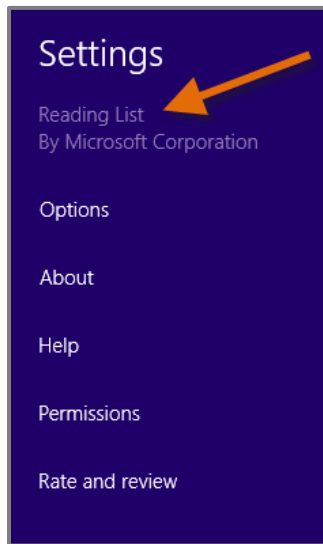 Settings
Reading List
By Microsoft Corporation
Options
About
Help
Permissions
Rate and review